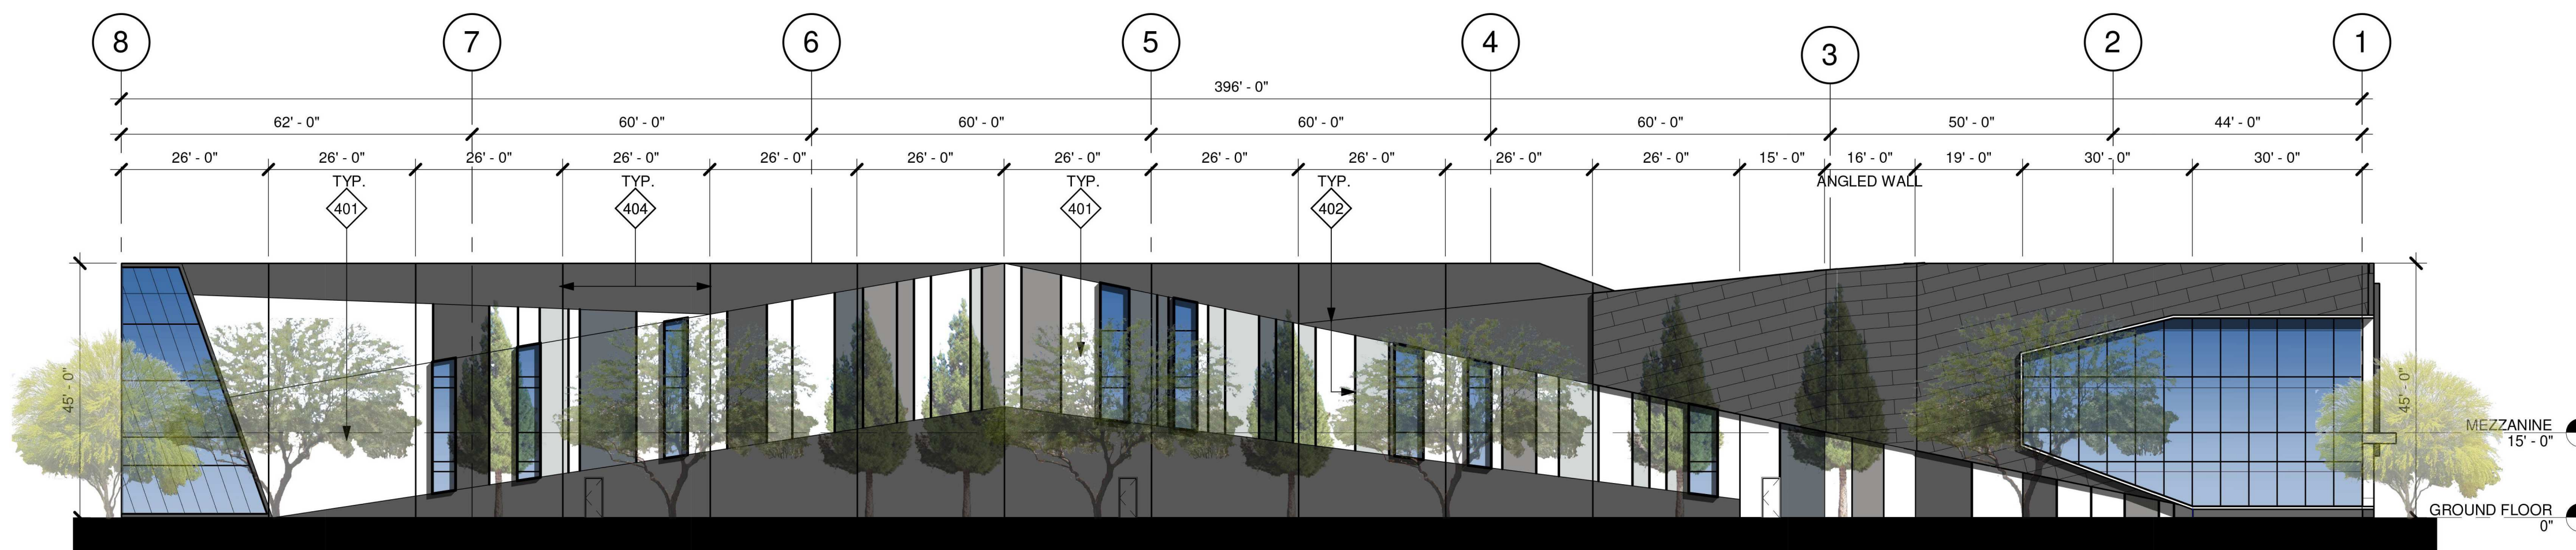 8 7 6 5 4 3 2 1
396' - 0"
62' - 0" 60' - 0" 60' - 0" 60' - 0" 60' - 0" 50' - 0" 44' - 0"
26' - 0" 26' - 0" 26' - 0" 26' - 0" 26' - 0" 26' - 0" 26' - 0" 26' - 0" 26' - 0" 26' - 0" 26' - 0" 15' - 0" 16' - 0" 19' - 0" 30' - 0" 30' - 0"
TYP. TYP. TYP. TYP. ANGLED WALL
401 404 401 402
45' - 0" 45' - 0"
MEZZANINE
15' - 0"
GROUND FLOOR
0"